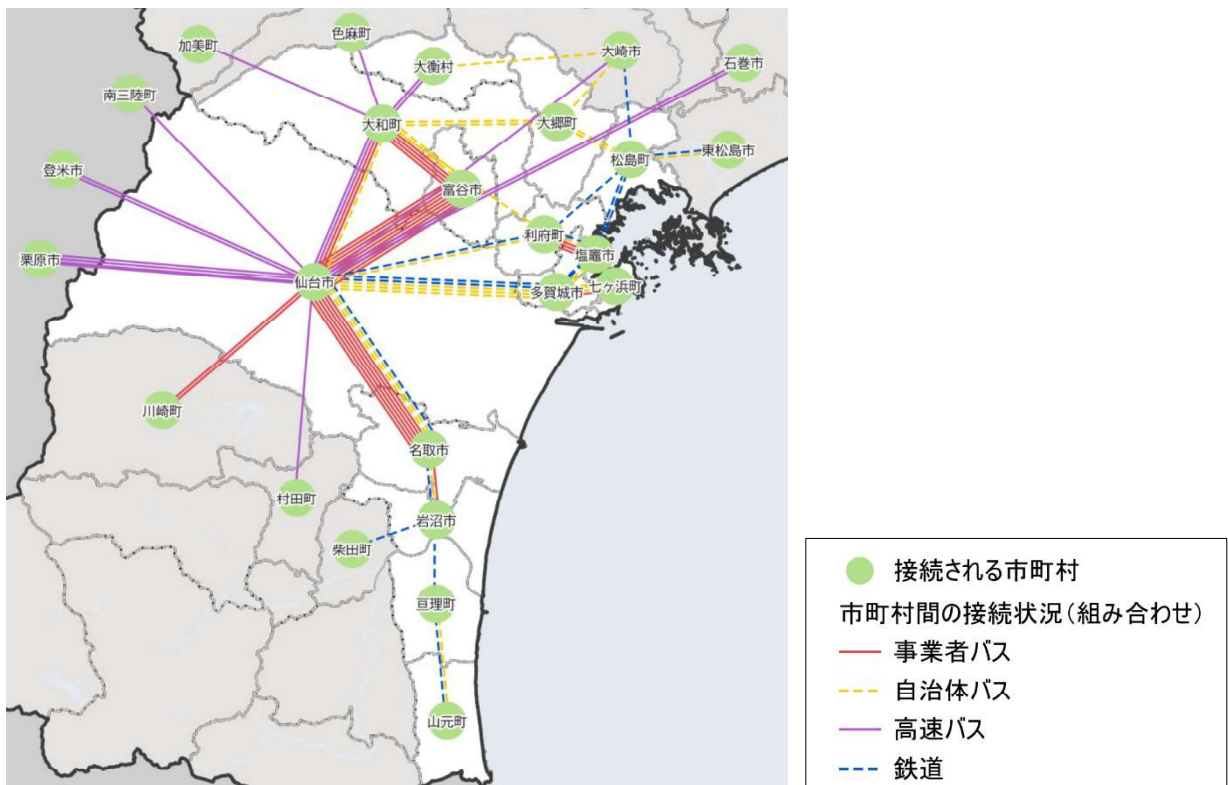 色麻町
加美町
大衡村
大崎市
石巻市
南三陸町
大和町
大郷町
松島町
東松島市
登米市
富谷市
利府町
塩竈市
栗原市
仙台市
多賀城市
七ヶ浜町
川崎町
名取市
村田町
岩沼市
柴田町
亘理町
山元町
接続される市町村
市町村間の接続状況(組み合わせ)
事業者バス
自治体バス
高速バス
鉄道